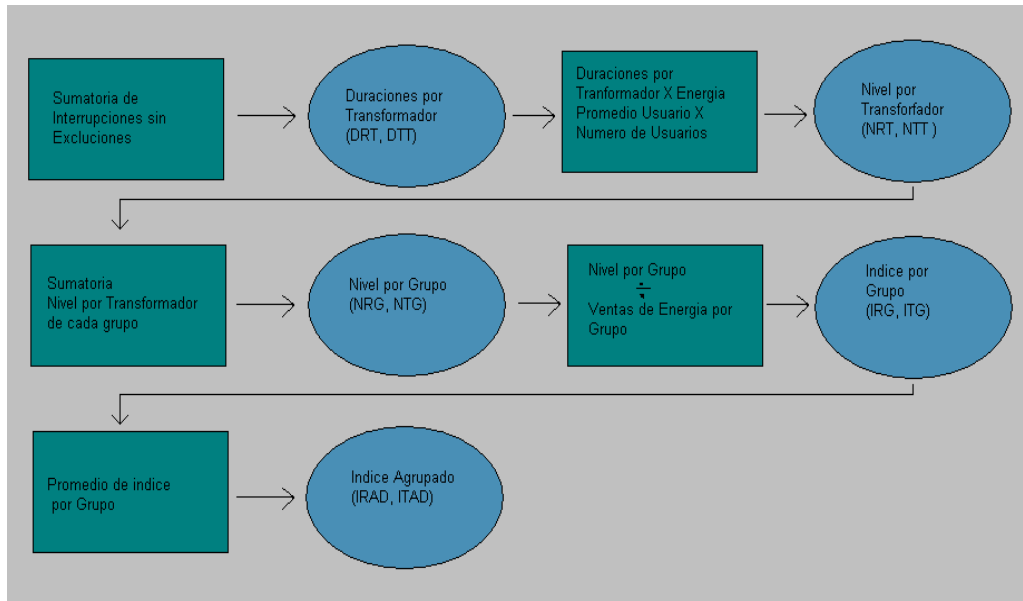 Sumatoria de
Interrupciones sin
Excluciones
Duraciones por
Transformador
(DRT, DTT)
Duraciones por
Tranformador X Energia
Promedio Usuario X
Numero de Usuarios
Nivel por
Transforfador
(NRT, NTT )
Sumatoria
Nivel por Transformador
de cada grupo
Nivel por Grupo
(NRG, NTG)
Nivel por Grupo
÷
Ventas de Energia por
Grupo
Indice por
Grupo
(IRG, ITG)
Promedio de indice
por Grupo
Indice Agrupado
(IRAD, ITAD)